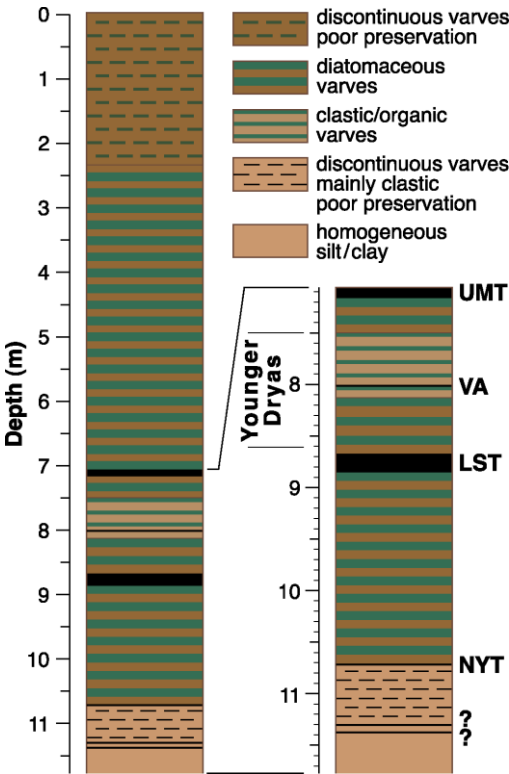 0
1
2
3
4
5
6
7
8
9
10
11
Depth (m)
discontinuous varves
poor preservation
diatomaceous
varves
clastic/organic
varves
discontinuous varves
mainly clastic
poor preservation
homogeneous
silt/clay
Younger
Dryas
8
9
10
11
UMT
VA
LST
NYT
?
?